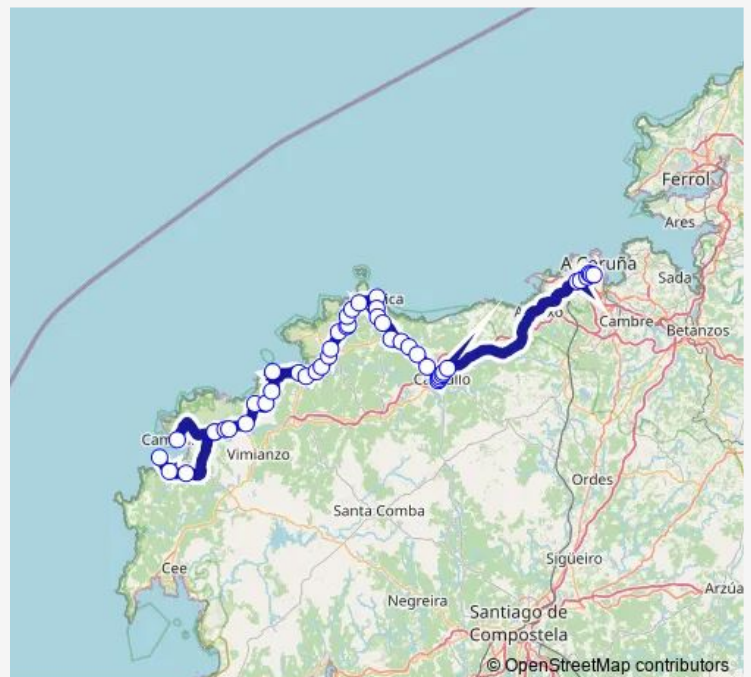 Ferrol
Ares
A Coruña
Sada
Cambre
Betanzos
Vimianzo
Ordes
Santa Comba
Sigüeiro
Cee
Arzúa
Negreira
Santiago de
Compostela
© OpenStreetMap contributors